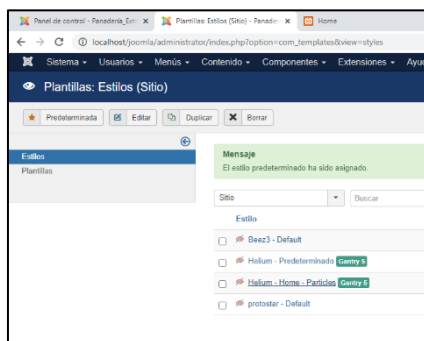 Panel de control - Panadería_Ext
Plantillas: Estilos (Sitio) - Panader
Home
localhost/joomla/administrator/index.php?option=com_templates&view=styles
Sistema Usuarios Menús Contenido Componentes Extensiones Ayu
Plantillas: Estilos (Sitio)
Predeterminada Editar Duplicar Borrar
Estilos
Plantillas
Mensaje
El estilo predeterminado ha sido asignado.
Sitio Buscar
Estilo
Beez3 - Default
Helium - Predeterminado Gantry 5
Helium - Home - Particles Gantry 5
protostar - Default